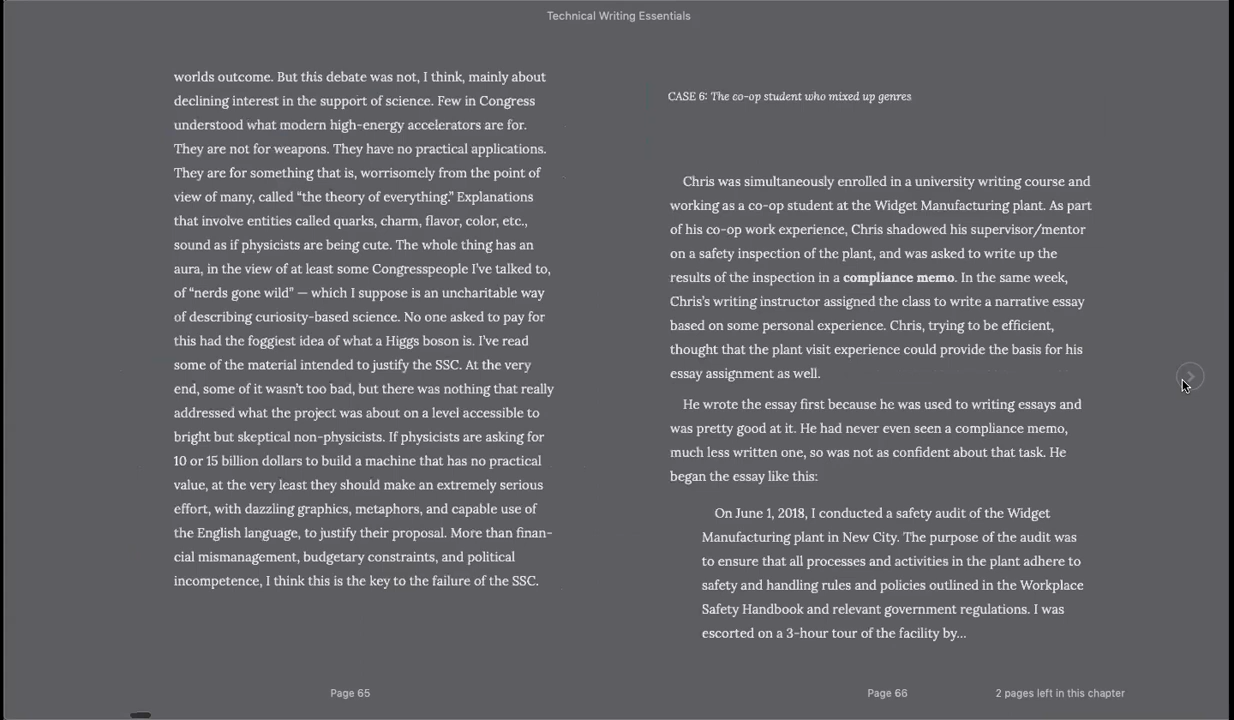 Technical Writing Essentials
worlds outcome. But this debate was not, I think, mainly about
declining interest in the support of science. Few in Congress
understood what modern high-energy accelerators are for.
They are not for weapons. They have no practical applications.
They are for something that is, worrisomely from the point of
view of many, called “the theory of everything.” Explanations
that involve entities called quarks, charm, flavor, color, etc.,
sound as if physicists are being cute. The whole thing has an
aura, in the view of at least some Congresspeople I’ve talked to,
of “nerds gone wild” — which I suppose is an uncharitable way
of describing curiosity-based science. No one asked to pay for
this had the foggiest idea of what a Higgs boson is. I’ve read
some of the material intended to justify the SSC. At the very
end, some of it wasn’t too bad, but there was nothing that really
addressed what the project was about on a level accessible to
bright but skeptical non-physicists. If physicists are asking for
10 or 15 billion dollars to build a machine that has no practical
value, at the very least they should make an extremely serious
effort, with dazzling graphics, metaphors, and capable use of
the English language, to justify their proposal. More than finan-
cial mismanagement, budgetary constraints, and political
incompetence, I think this is the key to the failure of the SSC.
Page 65
CASE 6: The co-op student who mixed up genres
Chris was simultaneously enrolled in a university writing course and
working as a co-op student at the Widget Manufacturing plant. As part
of his co-op work experience, Chris shadowed his supervisor/mentor
on a safety inspection of the plant, and was asked to write up the
results of the inspection in a compliance memo. In the same week,
Chris’s writing instructor assigned the class to write a narrative essay
based on some personal experience. Chris, trying to be efficient,
thought that the plant visit experience could provide the basis for his
essay assignment as well.
He wrote the essay first because he was used to writing essays and
was pretty good at it. He had never even seen a compliance memo,
much less written one, so was not as confident about that task. He
began the essay like this:
On June 1, 2018, I conducted a safety audit of the Widget
Manufacturing plant in New City. The purpose of the audit was
to ensure that all processes and activities in the plant adhere to
safety and handling rules and policies outlined in the Workplace
Safety Handbook and relevant government regulations. I was
escorted on a 3-hour tour of the facility by…
Page 66
2 pages left in this chapter